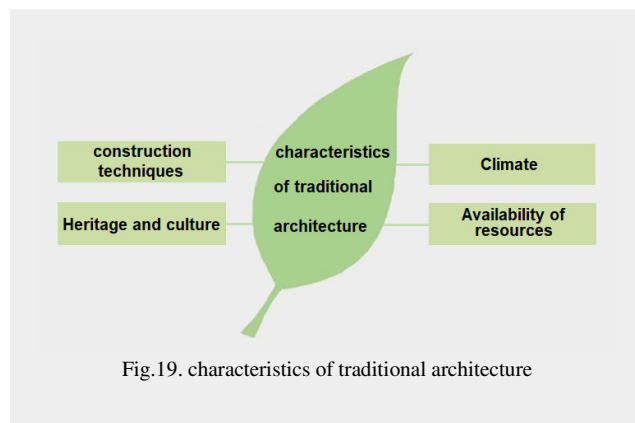 construction
techniques
Heritage and culture
characteristics
of traditional
architecture
Climate
Availability of
resources
Fig.19. characteristics of traditional architecture